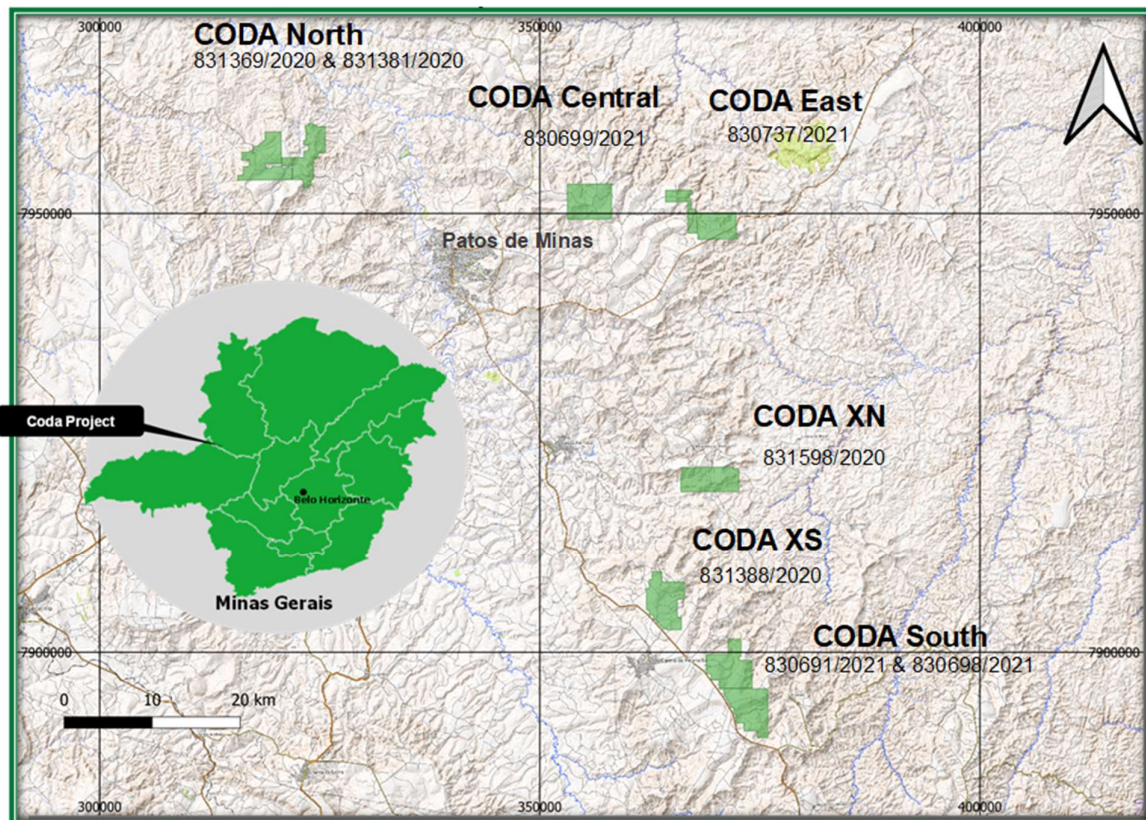 300000
350000
400000
CODA North
831369/2020 & 831381/2020
CODA Central
830699/2021
CODA East
830737/2021
7950000
7950000
Patos de Minas
Coda Project
Belo Horizonte
Minas Gerais
CODA XN
831598/2020
CODA XS
831388/2020
CODA South
830691/2021 & 830698/2021
7900000
7900000
0 10 20 km
300000
350000
400000